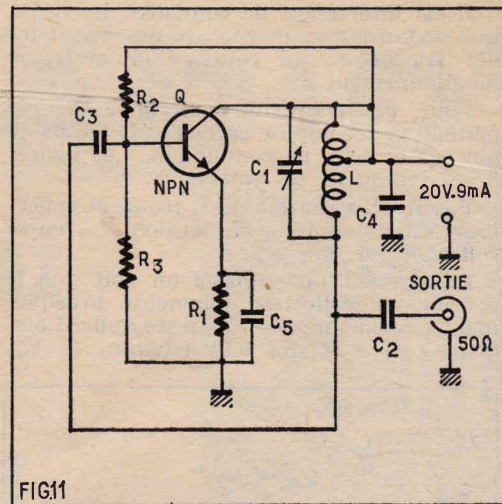 R2
Q
C3
NPN
C1
L
C4
20V.9mA
R3
R1
C5
SORTIE
C2
50Ω
FIG.11